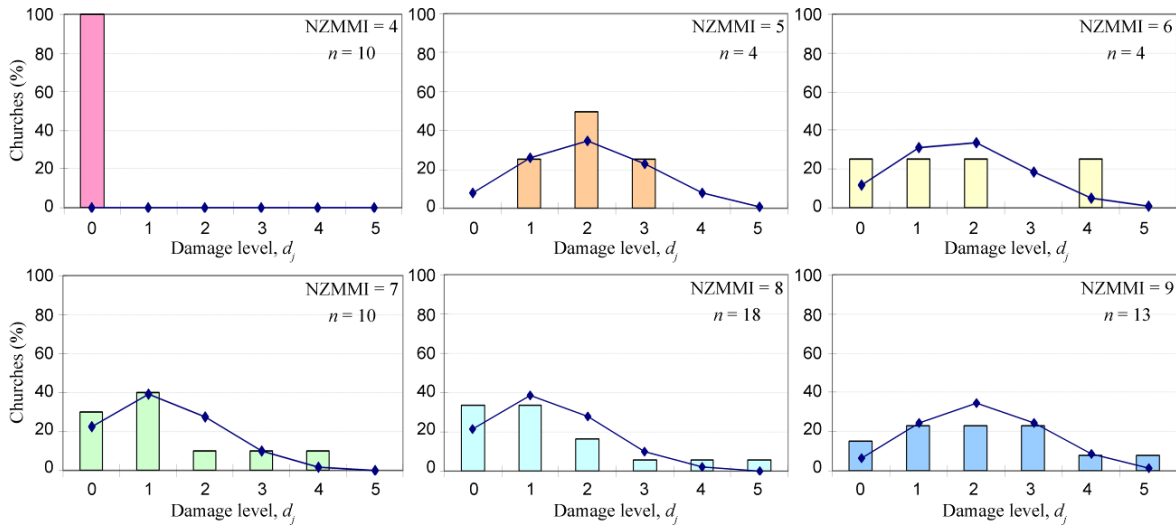 100
80
60
40
20
0
Churches (%)
NZMMI = 4
n = 10
0 1 2 3 4 5
Damage level, dj
100
80
60
40
20
0
NZMMI = 5
n = 4
0 1 2 3 4 5
Damage level, dj
100
80
60
40
20
0
NZMMI = 6
n = 4
0 1 2 3 4 5
Damage level, dj
100
80
60
40
20
0
Churches (%)
NZMMI = 7
n = 10
0 1 2 3 4 5
Damage level, dj
100
80
60
40
20
0
NZMMI = 8
n = 18
0 1 2 3 4 5
Damage level, dj
100
80
60
40
20
0
NZMMI = 9
n = 13
0 1 2 3 4 5
Damage level, dj